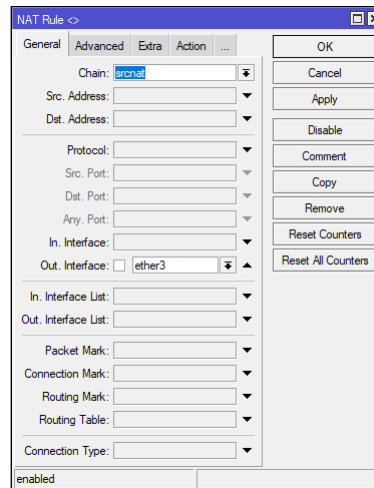 NAT Rule <>
General Advanced Extra Action ...
Chain: srcnat
Src. Address:
Dst. Address:
Protocol:
Src. Port:
Dst. Port:
Any. Port:
In. Interface:
Out. Interface: ether3
In. Interface List:
Out. Interface List:
Packet Mark:
Connection Mark:
Routing Mark:
Routing Table:
Connection Type:
OK
Cancel
Apply
Disable
Comment
Copy
Remove
Reset Counters
Reset All Counters
enabled